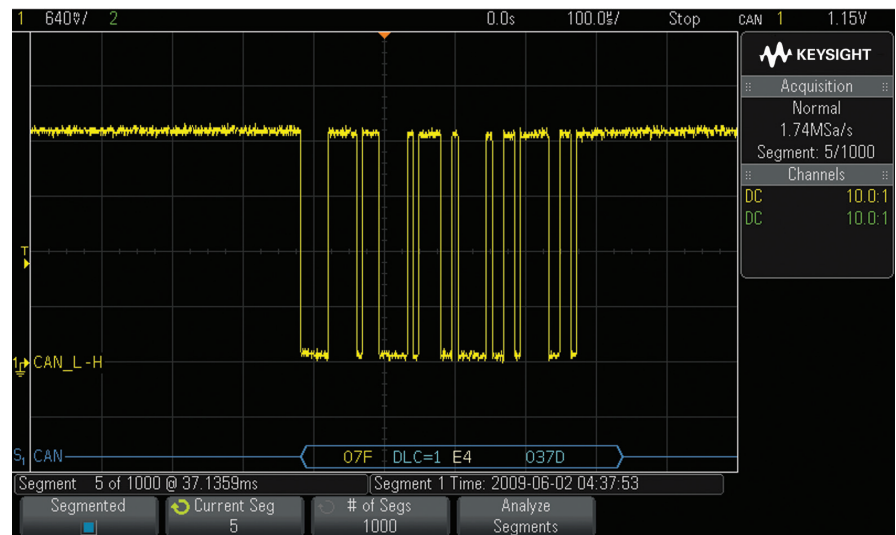 1 640㎷/ 2 0.0s 100.0㎲/ Stop CAN 1 1.15V
KEYSIGHT
Acquisition
Normal
1.74MSa/s
Segment: 5/1000
Channels
DC 10.0:1
DC 10.0:1
T
1 CAN_L-H
S1 CAN 07F DLC=1 E4 037D
Segment 5 of 1000 @ 37.1359ms Segment 1 Time: 2009-06-02 04:37:53
Segmented Current Seg # of Segs Analyze
5 1000 Segments